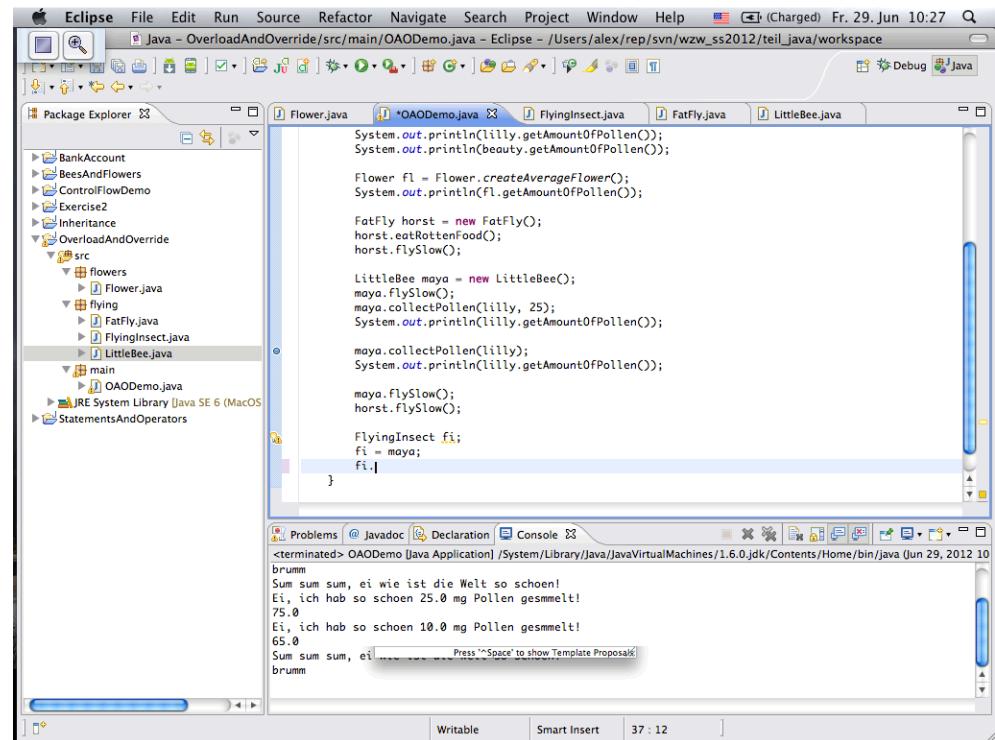 Eclipse File Edit Run Source Refactor Navigate Search Project Window Help (Charged) Fr. 29. Jun 10:27
Java – OverloadAndOverride/src/main/OAODemo.java – Eclipse – /Users/alex/rep/svn/wzw_ss2012/teil_java/workspace
Debug Java
Package Explorer
BankAccount
BeesAndFlowers
ControlFlowDemo
Exercise2
Inheritance
OverloadAndOverride
src
flowers
Flower.java
flying
FatFly.java
FlyingInsect.java
LittleBee.java
main
OAODemo.java
JRE System Library [Java SE 6 (MacOS
StatementsAndOperators
Flower.java *OAODemo.java FlyingInsect.java FatFly.java LittleBee.java
System.out.println(lilly.getAmountOfPollen());
System.out.println(beauty.getAmountOfPollen());
Flower fl = Flower.createAverageFlower();
System.out.println(fl.getAmountOfPollen());
FatFly horst = new FatFly();
horst.eatRottenFood();
horst.flySlow();
LittleBee maya = new LittleBee();
maya.flySlow();
maya.collectPollen(lilly, 25);
System.out.println(lilly.getAmountOfPollen());
maya.collectPollen(lilly);
System.out.println(lilly.getAmountOfPollen());
maya.flySlow();
horst.flySlow();
FlyingInsect fi;
fi = maya;
fi.
}
Problems @ Javadoc Declaration Console
<terminated> OAODemo [Java Application] /System/Library/Java/JavaVirtualMachines/1.6.0.jdk/Contents/Home/bin/java (Jun 29, 2012 10
brumm
Sum sum sum, ei wie ist die Welt so schoen!
Ei, ich hab so schoen 25.0 mg Pollen gesmmelt!
75.0
Ei, ich hab so schoen 10.0 mg Pollen gesmmelt!
65.0
Sum sum sum, ei
Press '^Space' to show Template Proposals
brumm
Writable Smart Insert 37 : 12